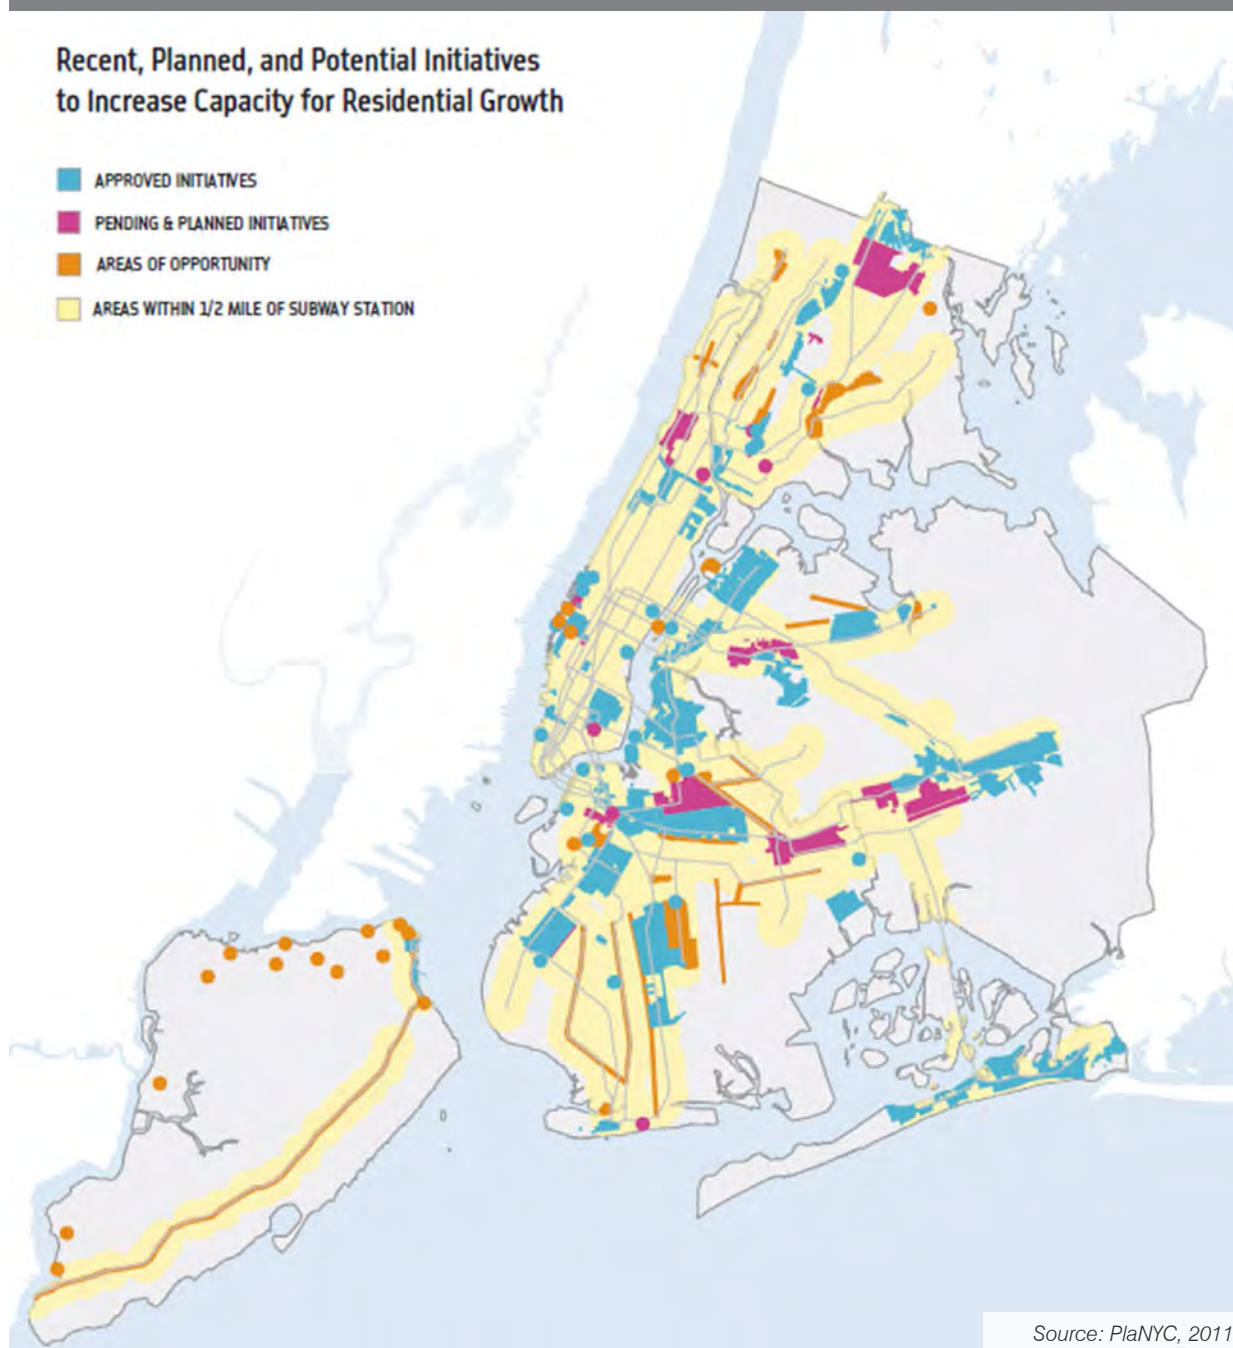 Recent, Planned, and Potential Initiatives
to Increase Capacity for Residential Growth
APPROVED INITIATIVES
PENDING & PLANNED INITIATIVES
AREAS OF OPPORTUNITY
AREAS WITHIN 1/2 MILE OF SUBWAY STATION
Source: PlaNYC, 2011